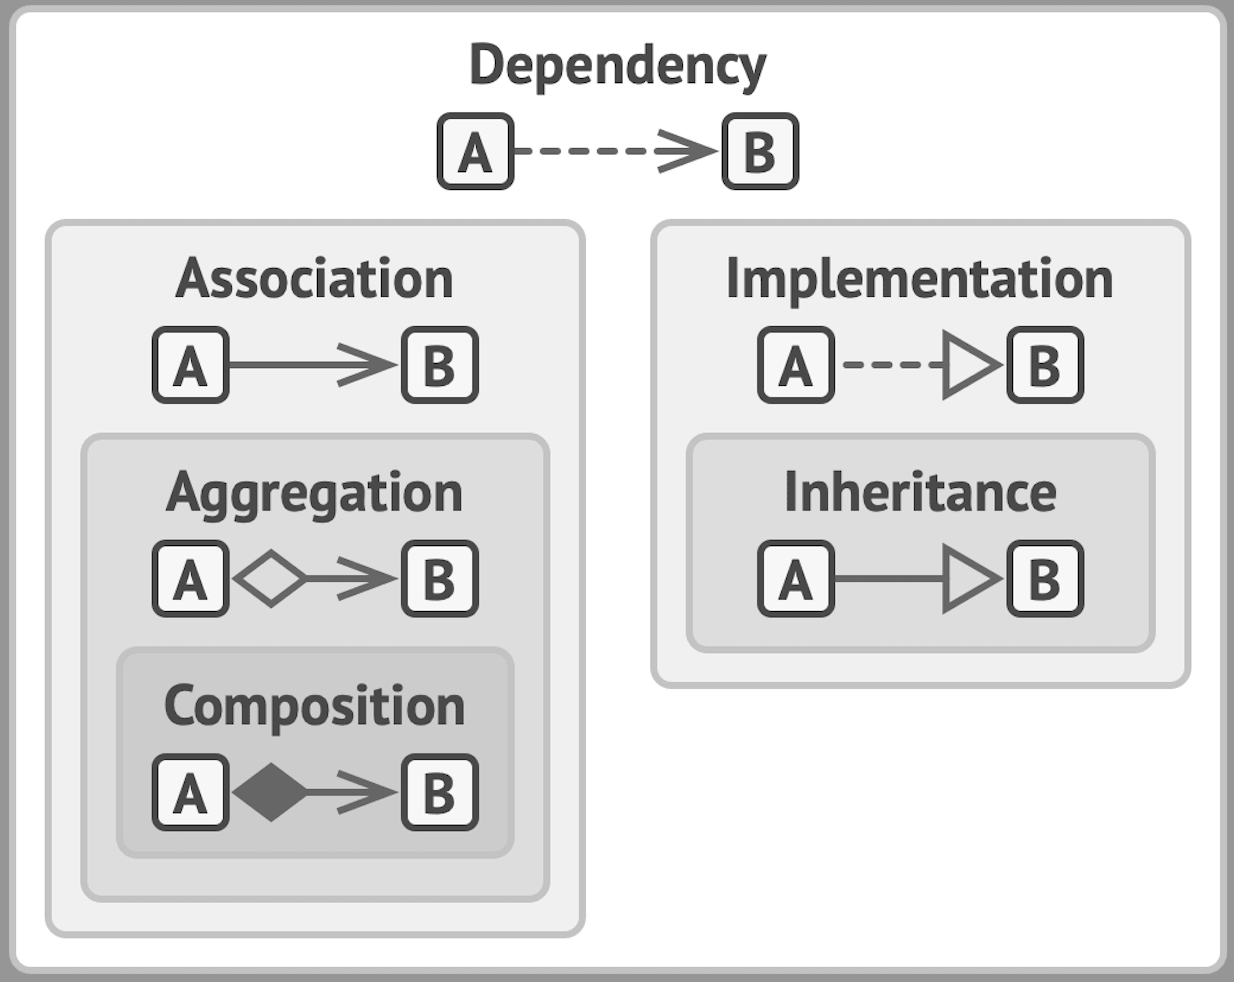 Dependency
A B
Association
A B
Aggregation
A B
Composition
A B
Implementation
A B
Inheritance
A B